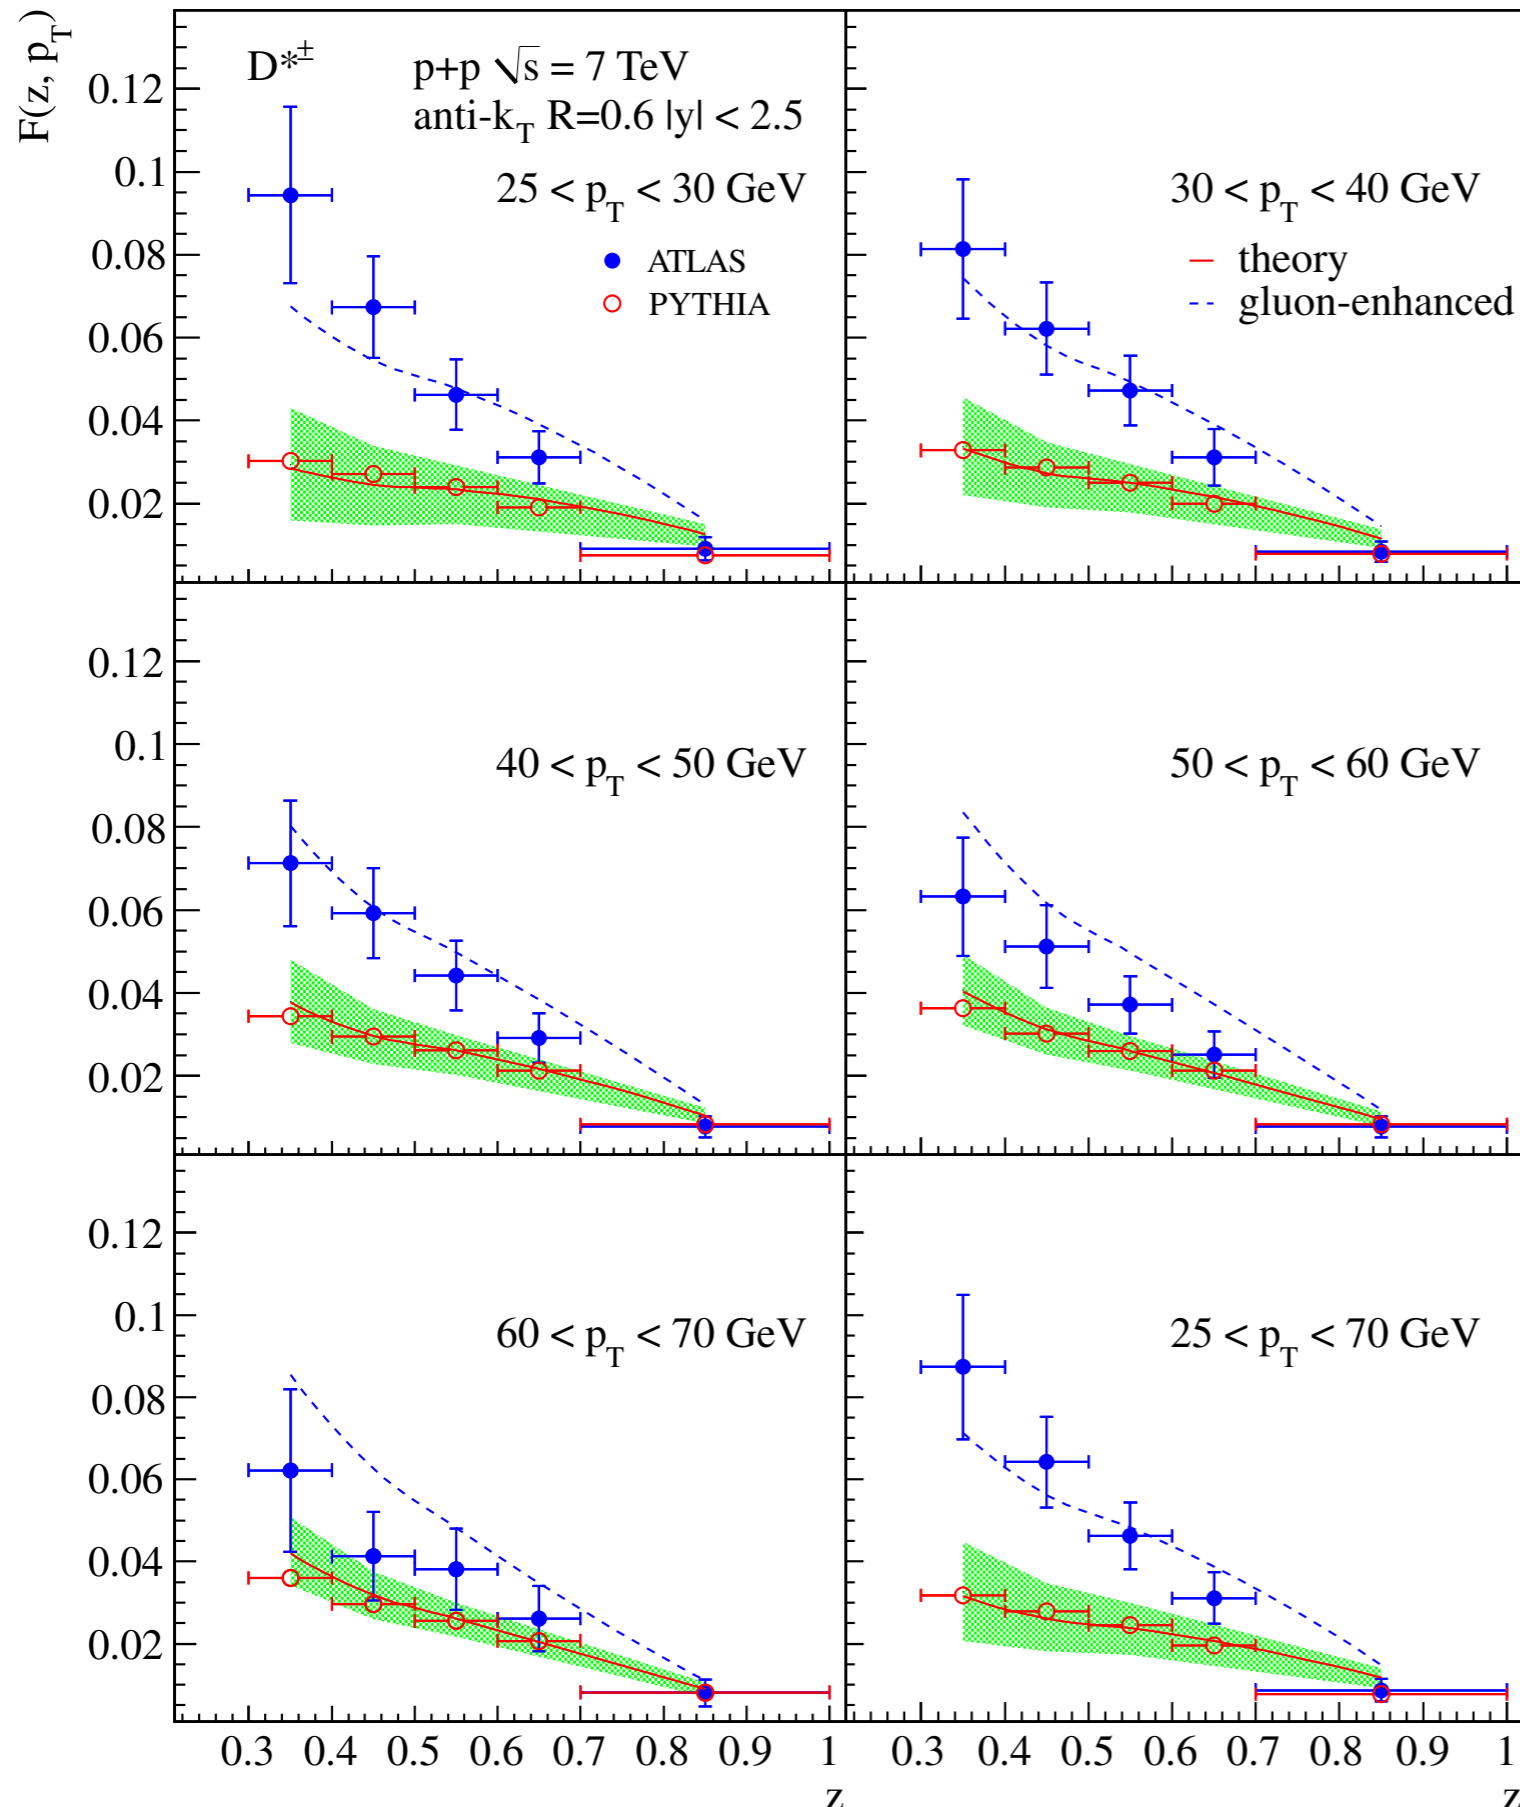 F(z, p_T)
D*±
p+p √s = 7 TeV
anti-k_T R=0.6 |y| < 2.5
25 < p_T < 30 GeV
ATLAS
PYTHIA
30 < p_T < 40 GeV
theory
gluon-enhanced
0.12
0.1
0.08
0.06
0.04
0.02
40 < p_T < 50 GeV
50 < p_T < 60 GeV
0.12
0.1
0.08
0.06
0.04
0.02
60 < p_T < 70 GeV
25 < p_T < 70 GeV
0.12
0.1
0.08
0.06
0.04
0.02
0.3 0.4 0.5 0.6 0.7 0.8 0.9 1
z
0.3 0.4 0.5 0.6 0.7 0.8 0.9 1
z